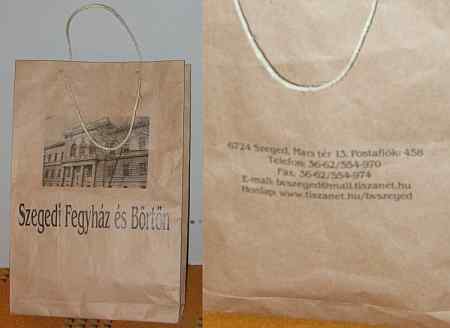 Szegedi Fegyház és Börtön
6724 Szeged, Mars tér 13. Postafiók: 458
Telefon: 36-62/554-970
Fax: 36-62/554-974
E-mail: bvszeged@mail.tiszanet.hu
Honlap: www.tiszanet.hu/bvszeged